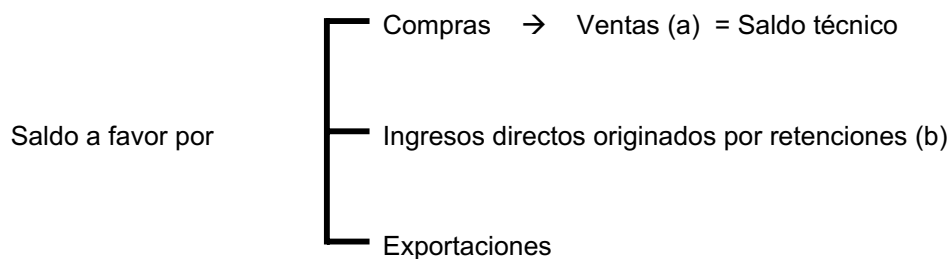 Compras → Ventas (a) = Saldo técnico
Saldo a favor por
Ingresos directos originados por retenciones (b)
Exportaciones